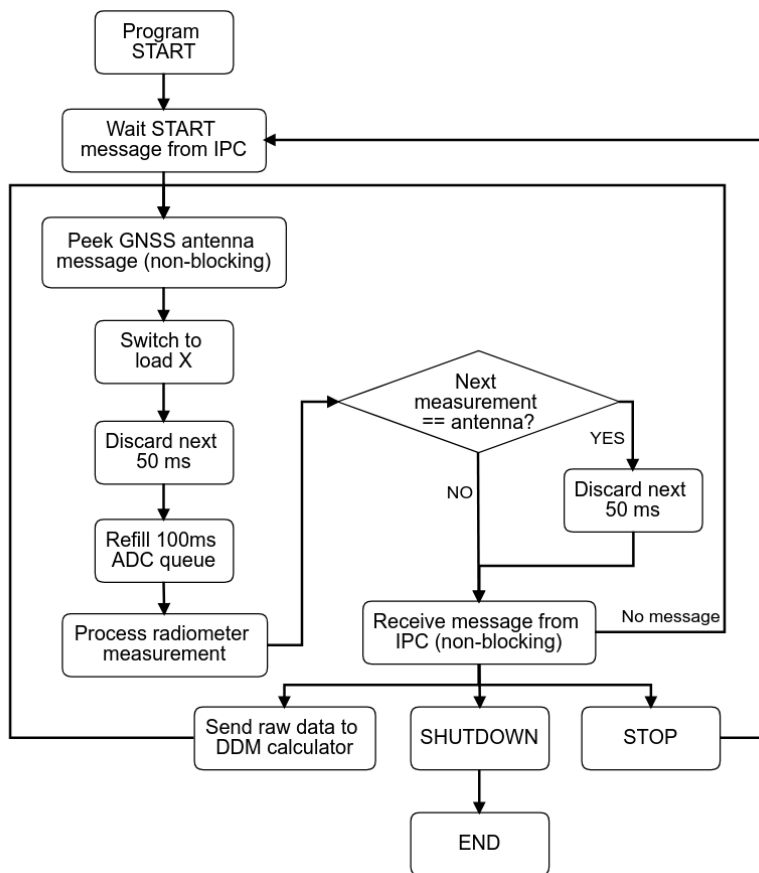 Program
START
Wait START
message from IPC
Peek GNSS antenna
message (non-blocking)
Switch to
load X
Discard next
50 ms
Refill 100ms
ADC queue
Process radiometer
measurement
Next
measurement
== antenna?
YES
NO
Discard next
50 ms
Receive message from
IPC (non-blocking)
No message
Send raw data to
DDM calculator
SHUTDOWN
STOP
END